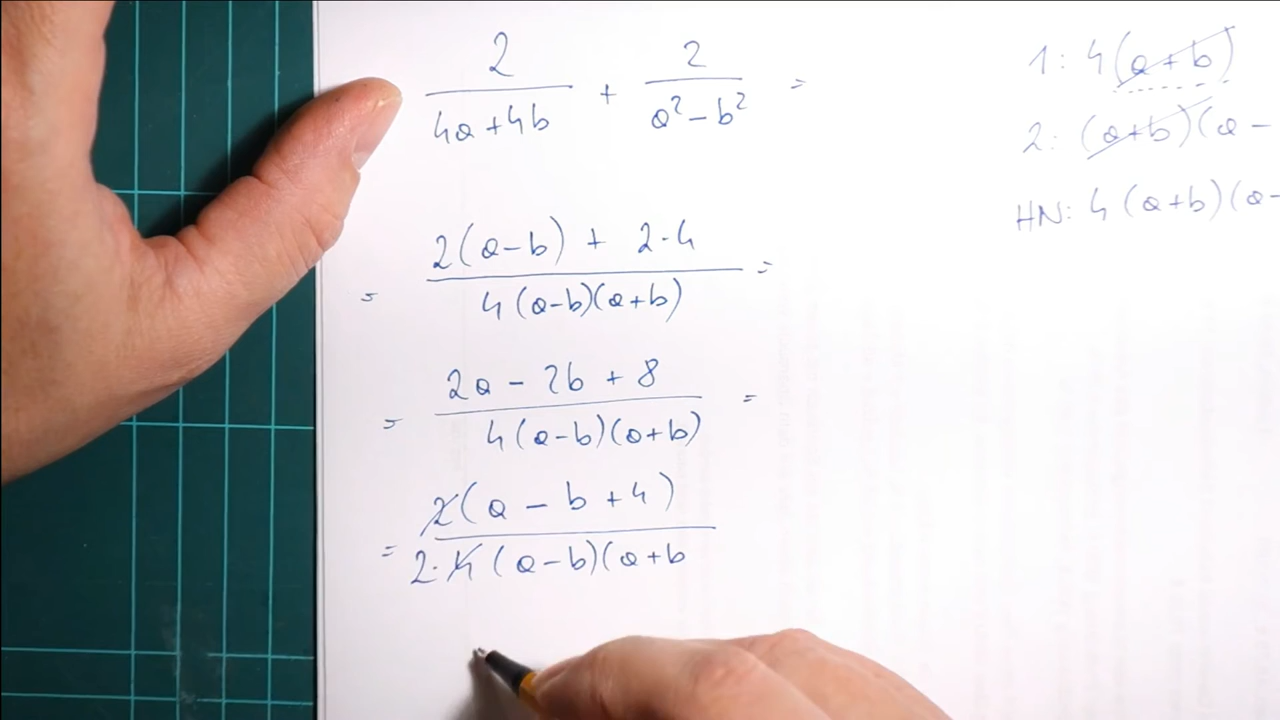 2/(4a+4b) + 2/(a²-b²) =
= (2(a-b) + 2·4)/(4(a-b)(a+b)) =
= (2a - 2b + 8)/(4(a-b)(a+b)) =
= 2(a - b + 4)/(2·4(a-b)(a+b
1: 4(a+b)
2: (a+b)(a-
HN: 4(a+b)(a-